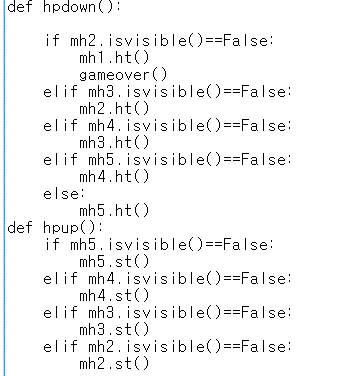 def hpdown():
    if mh2.isvisible()==False:
        mh1.ht()
        gameover()
    elif mh3.isvisible()==False:
        mh2.ht()
    elif mh4.isvisible()==False:
        mh3.ht()
    elif mh5.isvisible()==False:
        mh4.ht()
    else:
        mh5.ht()
def hpup():
    if mh5.isvisible()==False:
        mh5.st()
    elif mh4.isvisible()==False:
        mh4.st()
    elif mh3.isvisible()==False:
        mh3.st()
    elif mh2.isvisible()==False:
        mh2.st()